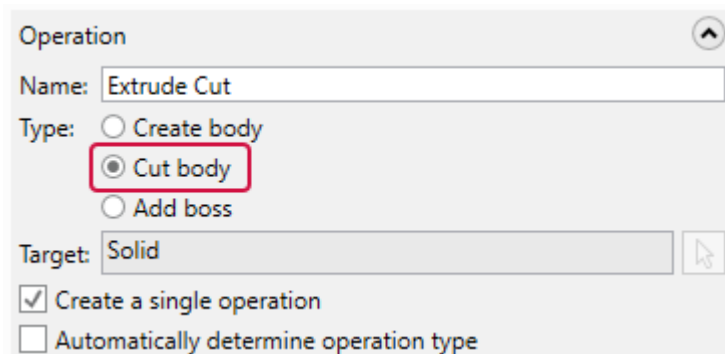 Operation
Name: Extrude Cut
Type: Create body
Cut body
Add boss
Target: Solid
Create a single operation
Automatically determine operation type